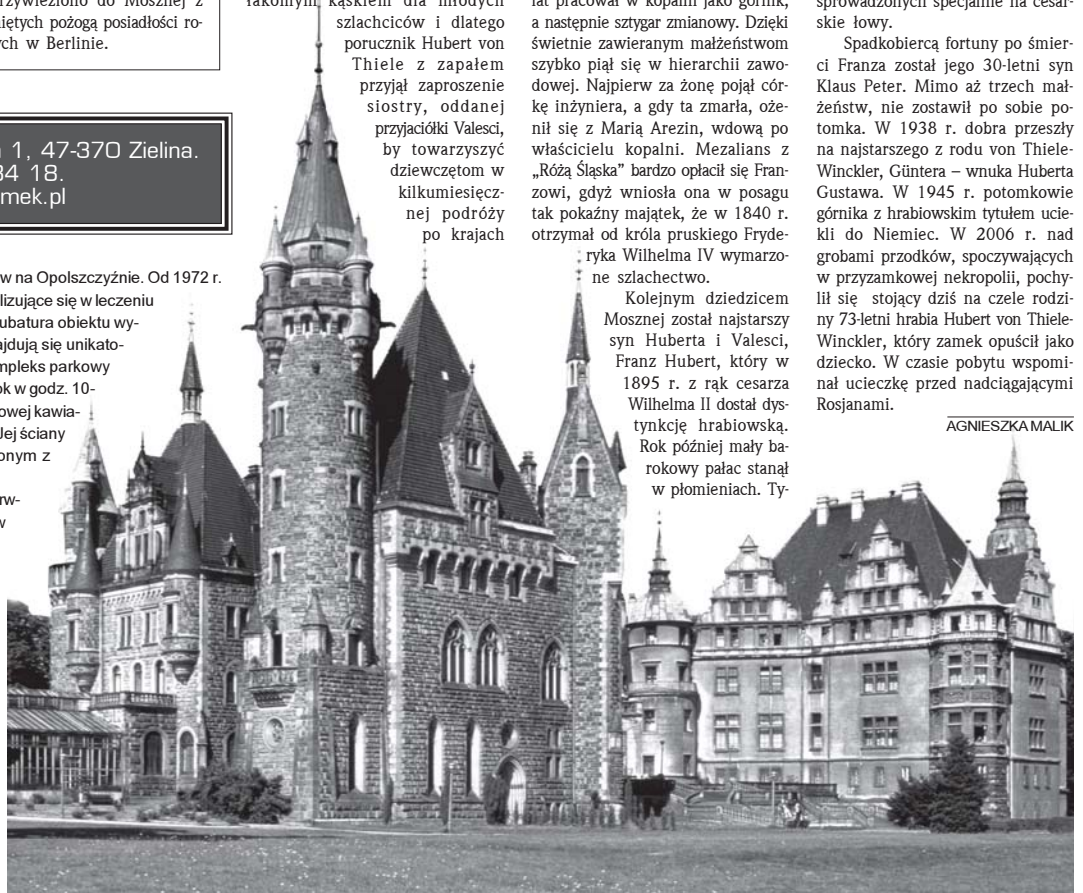 rzywieziono do Mosznej z
iętych pożogą posiadłości ro-
ych w Berlinie.
1, 47-370 Zielina.
34 18.
mek.pl
w na Opolszczyźnie. Od 1972 r.
lizujące się w leczeniu
ubatura obiektu wy-
ajdują się unikato-
mpleks parkowy
ok w godz. 10-
owej kawia-
Jej ściany
onym z
rw-
w
łakomym kąskiem dla młodych
szlachciców i dlatego
porucznik Hubert von
Thiele z zapałem
przyjął zaproszenie
siostry, oddanej
przyjaciółki Valesci,
by towarzyszyć
dziewczętom w
kilkumiesięcz-
nej podróży
po krajach
lat pracował w kopalni jako górnik,
a następnie sztygar zmianowy. Dzięki
świetnie zawieranym małżeństwom
szybko piął się w hierarchii zawo-
dowej. Najpierw za żonę pojął cór-
kę inżyniera, a gdy ta zmarła, oże-
nił się z Marią Arezin, wdową po
właścicielu kopalni. Mezalians z
„Różą Śląska” bardzo opłacił się Fran-
zowi, gdyż wniosła ona w posagu
tak pokaźny majątek, że w 1840 r.
otrzymał od króla pruskiego Fryde-
ryka Wilhelma IV wymarzo-
ne szlachectwo.
Kolejnym dziedzicem
Mosznej został najstarszy
syn Huberta i Valesci,
Franz Hubert, który w
1895 r. z rąk cesarza
Wilhelma II dostał dys-
tynkcję hrabiowską.
Rok później mały ba-
rokowy pałac stanął
w płomieniach. Ty-
sprowadzonych specjalnie na cesar-
skie łowy.
Spadkobiercą fortuny po śmier-
ci Franza został jego 30-letni syn
Klaus Peter. Mimo aż trzech mał-
żeństw, nie zostawił po sobie po-
tomka. W 1938 r. dobra przeszły
na najstarszego z rodu von Thiele-
Winckler, Güntera – wnuka Huberta
Gustawa. W 1945 r. potomkowie
górnika z hrabiowskim tytułem ucie-
kli do Niemiec. W 2006 r. nad
grobami przodków, spoczywających
w przyzamkowej nekropolii, pochy-
lił się stojący dziś na czele rodzi-
ny 73-letni hrabia Hubert von Thiele-
Winckler, który zamek opuścił jako
dziecko. W czasie pobytu wspomi-
nał ucieczkę przed nadciągającymi
Rosjanami.
AGNIESZKA MALIK